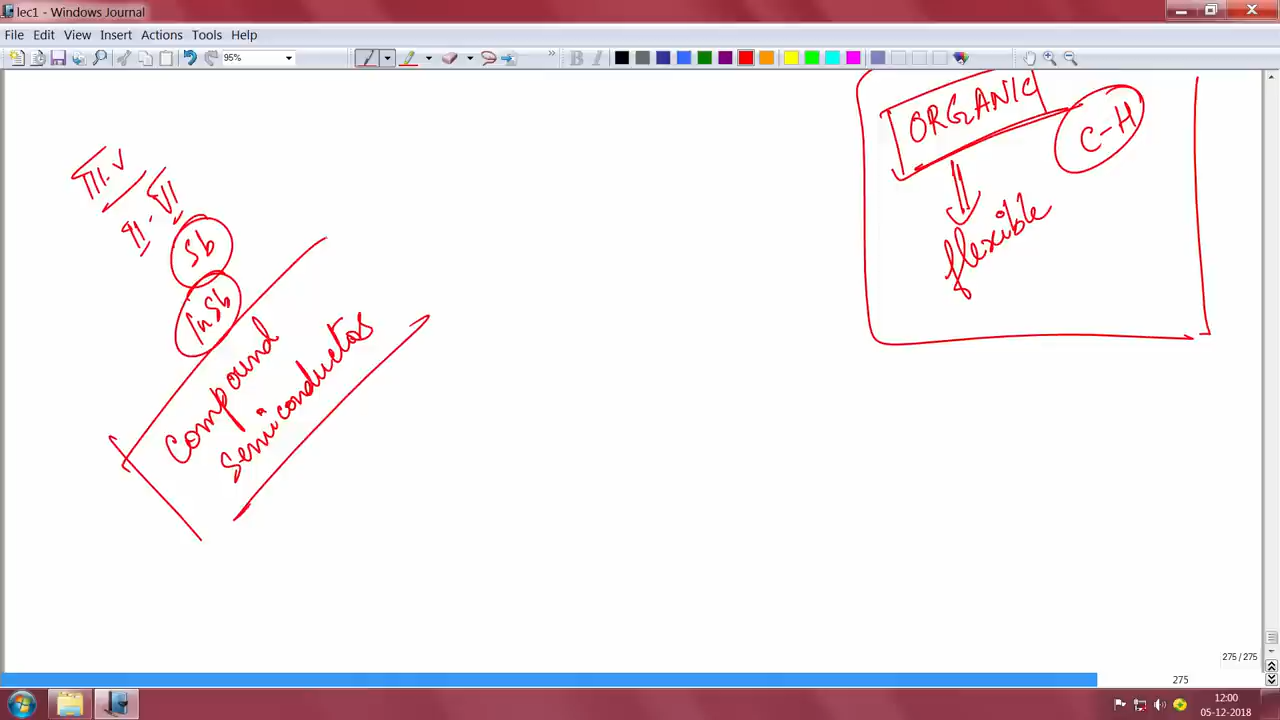 lec1 - Windows Journal
File Edit View Insert Actions Tools Help
95%
ORGANIC
C-H
flexible
III-V
II-VI
Sb
InSb
Compound
semiconductos
275 / 275
275
12:00
05-12-2018